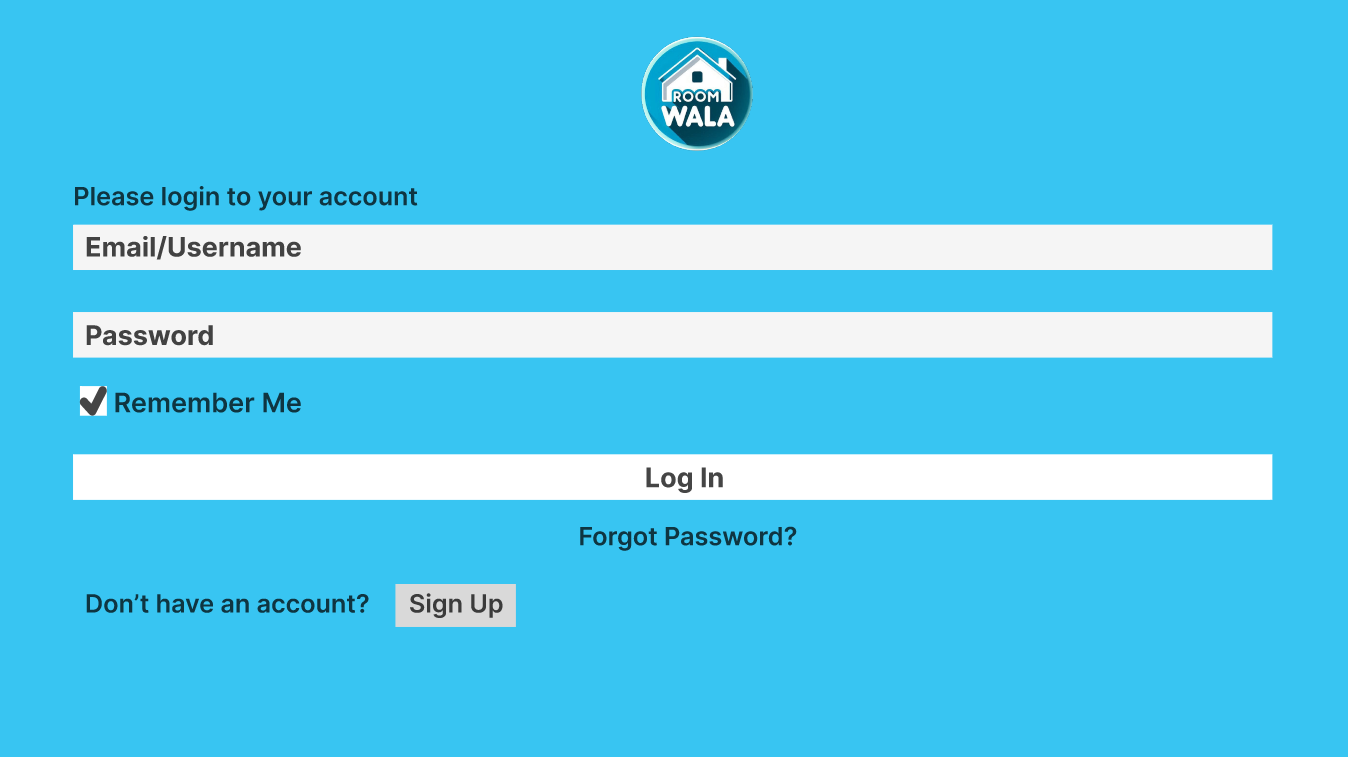 ROOM
WALA
Please login to your account
Email/Username
Password
Remember Me
Log In
Forgot Password?
Don’t have an account? Sign Up